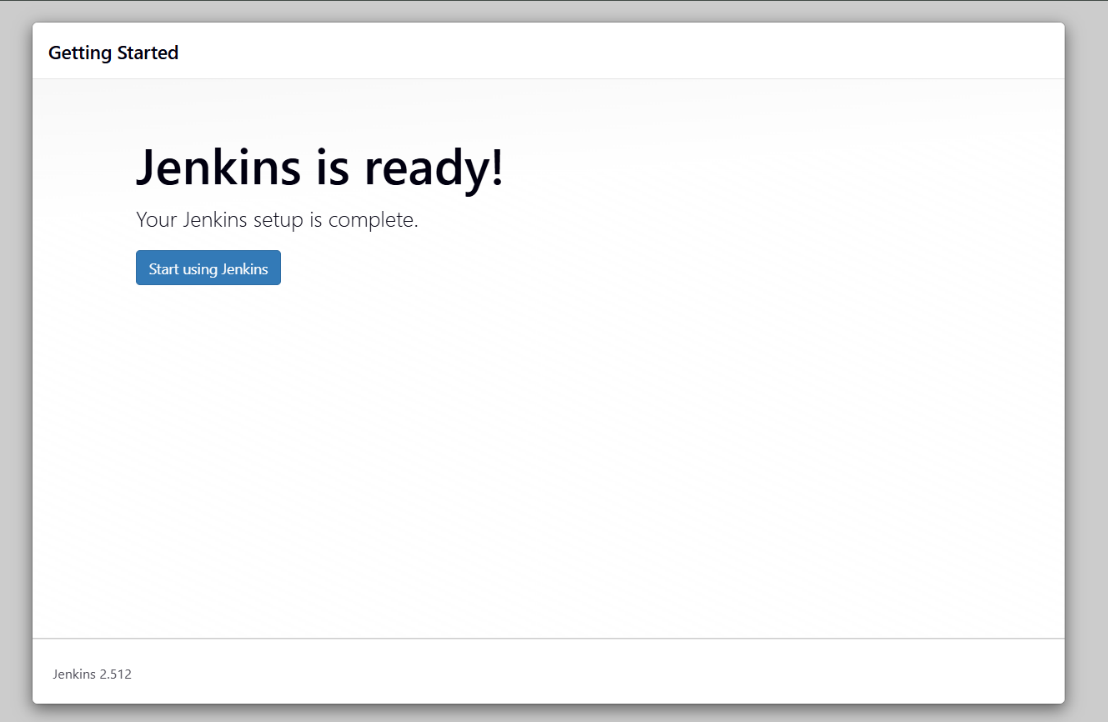 Getting Started
Jenkins is ready!
Your Jenkins setup is complete.
Start using Jenkins
Jenkins 2.512